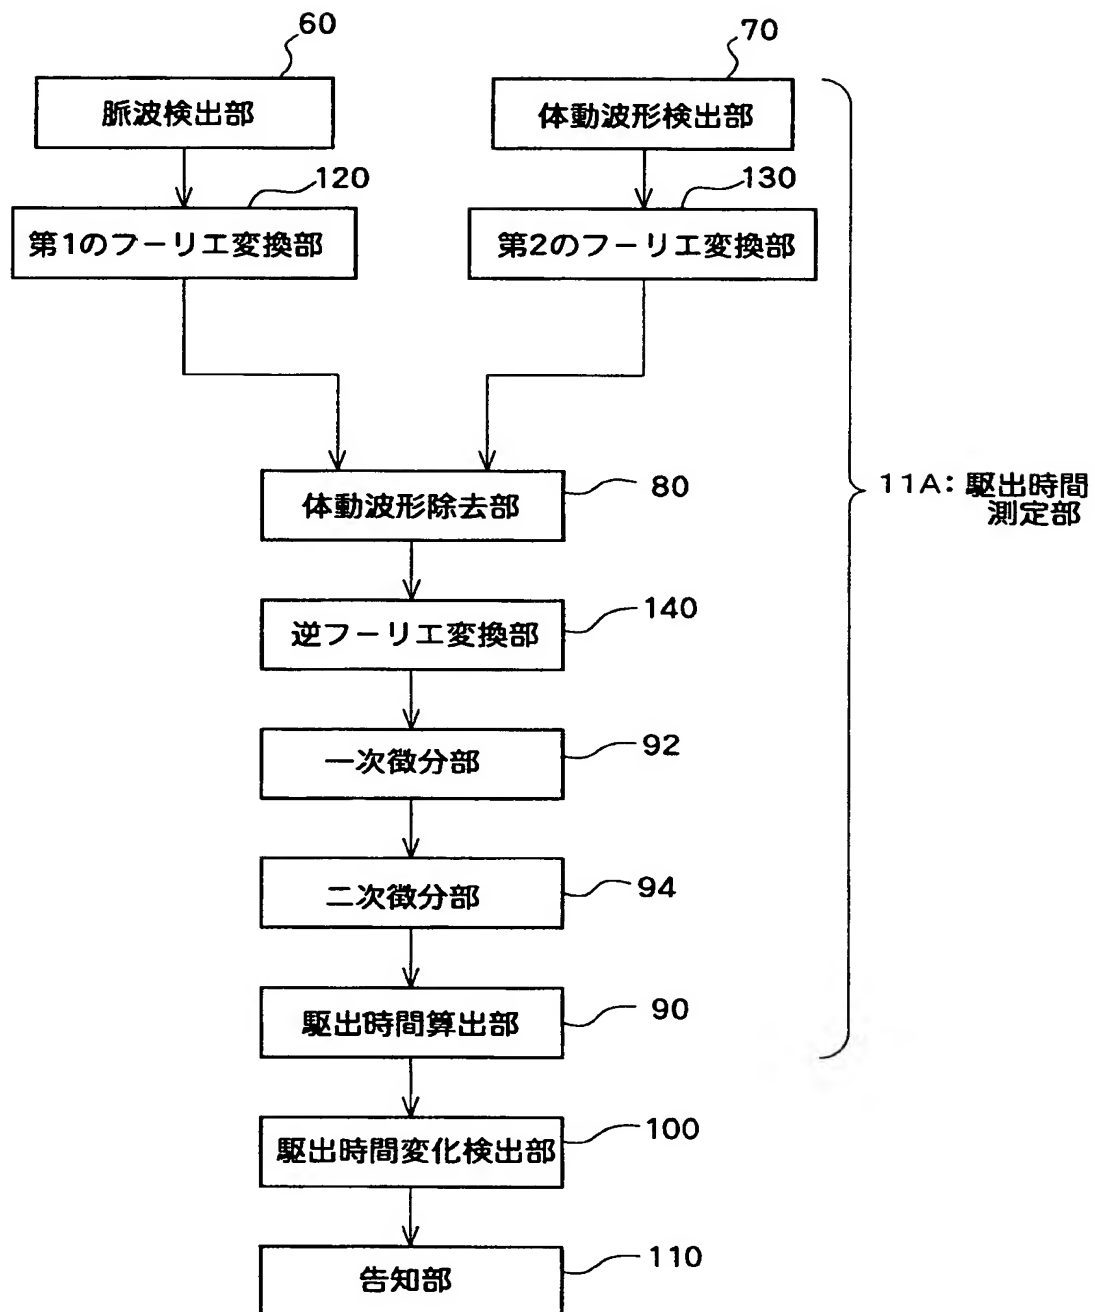 60
70
脈波検出部
体動波形検出部
120
130
第1のフーリエ変換部
第2のフーリエ変換部
体動波形除去部
80
11A：駆出時間
測定部
逆フーリエ変換部
140
一次微分部
92
二次微分部
94
駆出時間算出部
90
駆出時間変化検出部
100
告知部
110